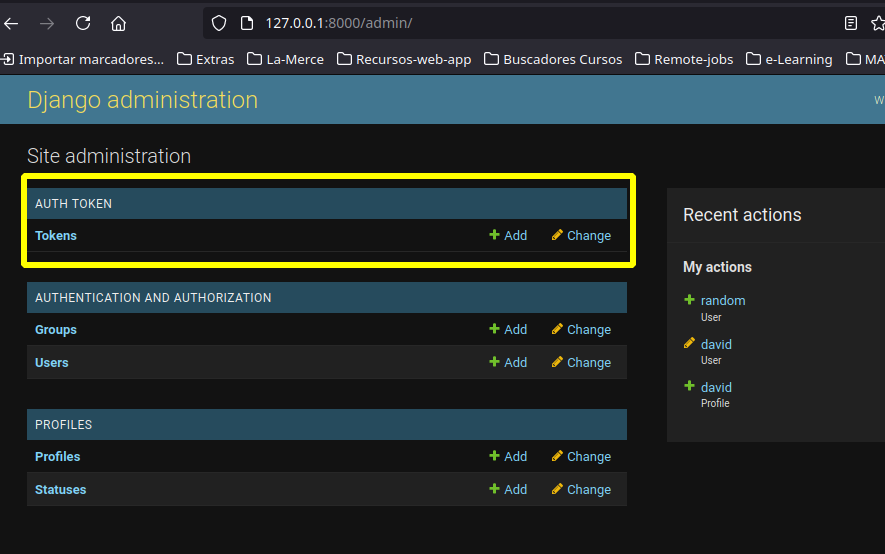 127.0.0.1:8000/admin/
Importar marcadores... Extras La-Merce Recursos-web-app Buscadores Cursos Remote-jobs e-Learning MA
Django administration
W
Site administration
AUTH TOKEN
Tokens Add Change
AUTHENTICATION AND AUTHORIZATION
Groups Add Change
Users Add Change
PROFILES
Profiles Add Change
Statuses Add Change
Recent actions
My actions
random
User
david
User
david
Profile